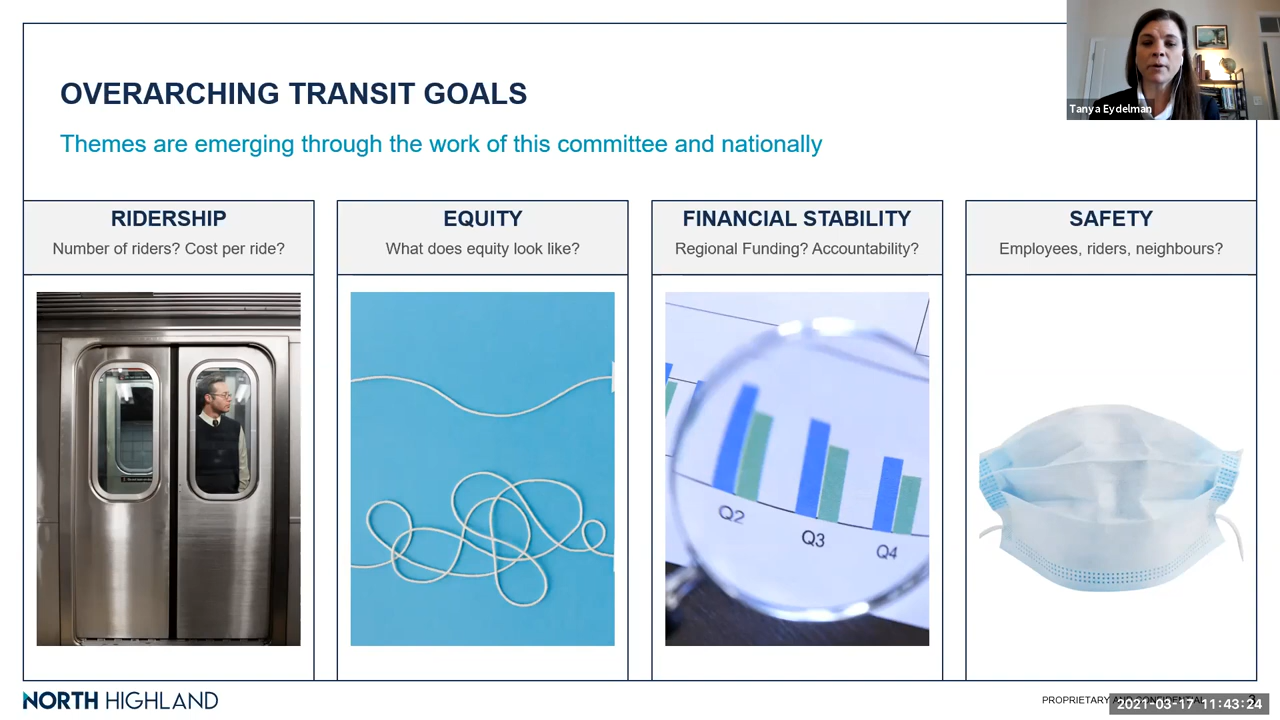 OVERARCHING TRANSIT GOALS
Themes are emerging through the work of this committee and nationally
Tanya Eydelman
RIDERSHIP
Number of riders? Cost per ride?
EQUITY
What does equity look like?
FINANCIAL STABILITY
Regional Funding? Accountability?
SAFETY
Employees, riders, neighbours?
Q2
Q3
Q4
NORTH HIGHLAND
PROPRIETARY AND CONFIDENTIAL
2021-03-17 11:43:24